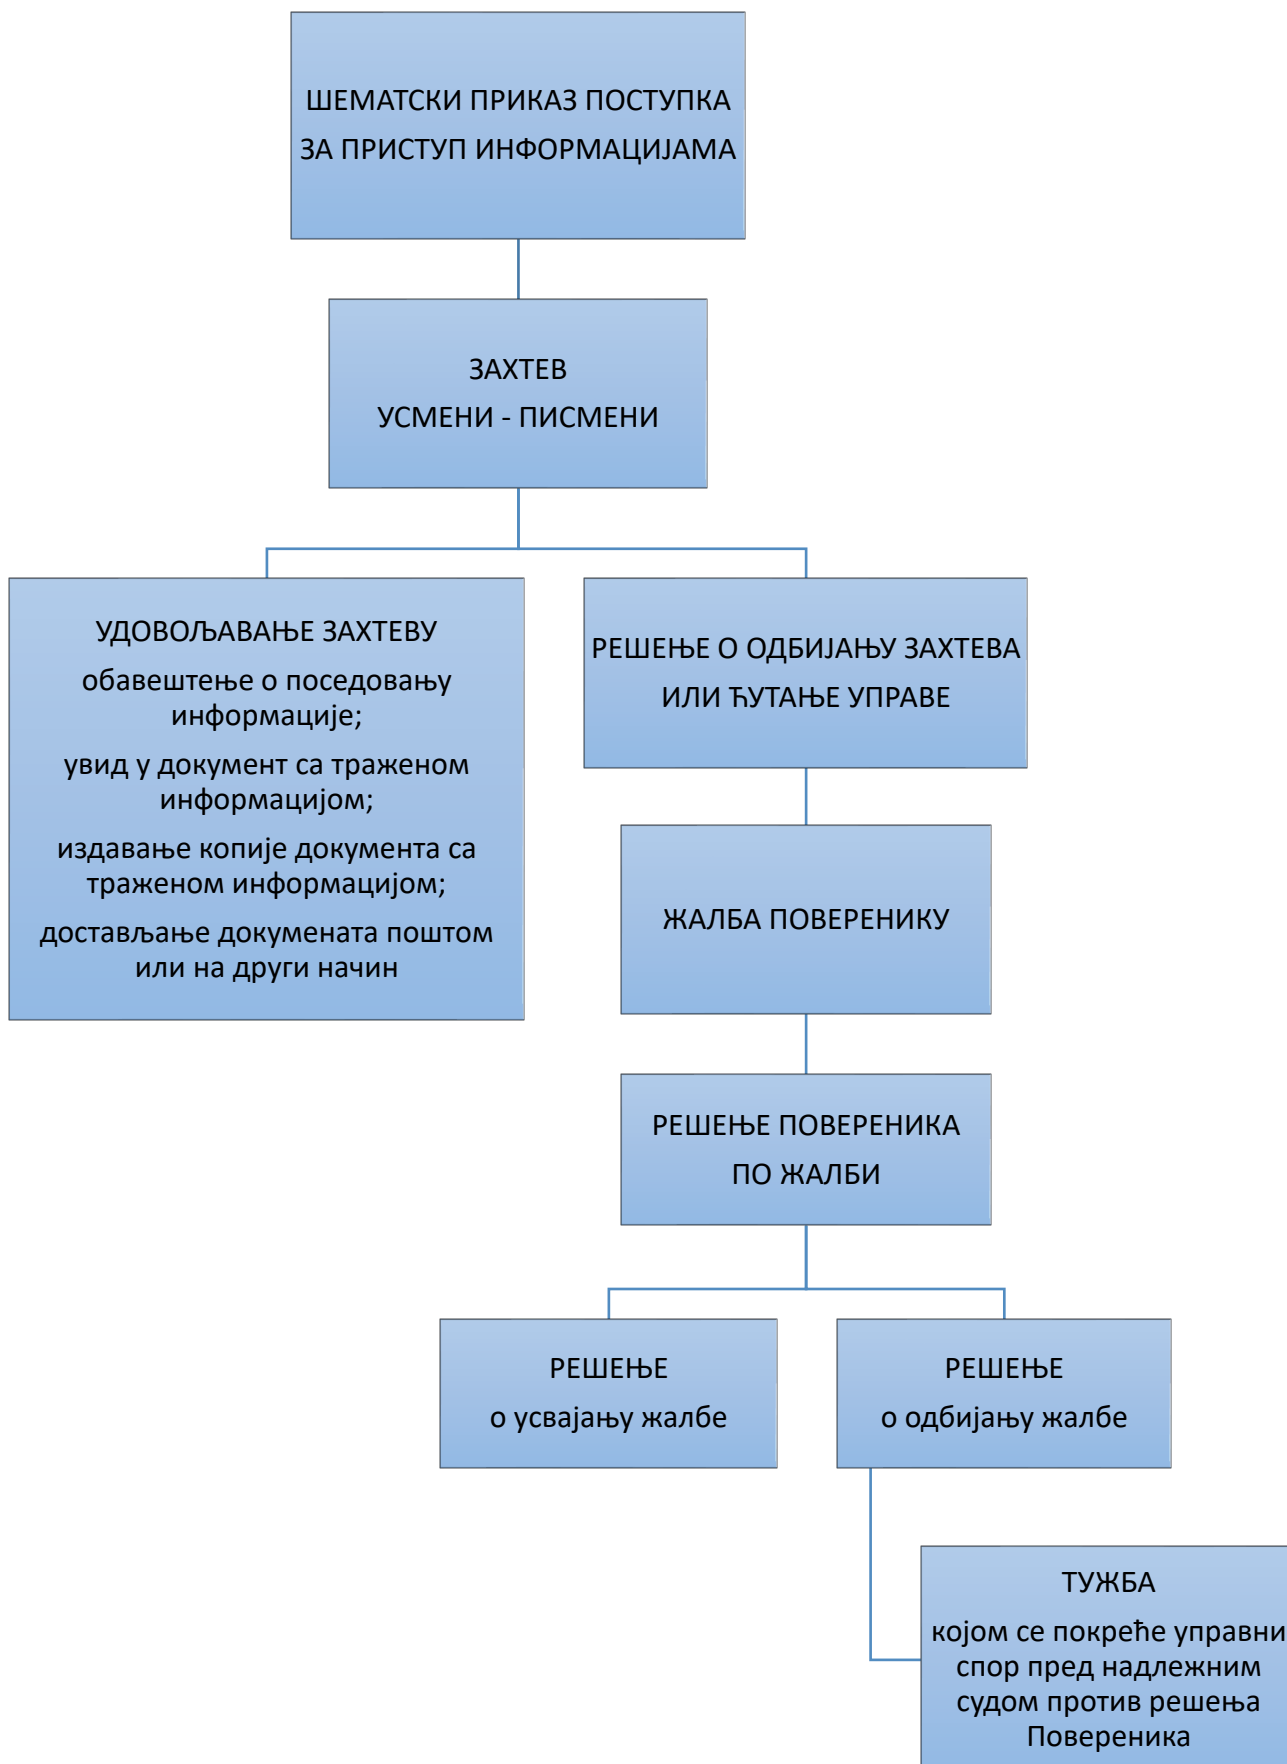 ШЕМАТСКИ ПРИКАЗ ПОСТУПКА
ЗА ПРИСТУП ИНФОРМАЦИЈАМА
ЗАХТЕВ
УСМЕНИ - ПИСМЕНИ
УДОВОЉАВАЊЕ ЗАХТЕВУ
обавештење о поседовању
информације;
увид у документ са траженом
информацијом;
издавање копије документа са
траженом информацијом;
достављање докумената поштом
или на други начин
РЕШЕЊЕ О ОДБИЈАЊУ ЗАХТЕВА
ИЛИ ЋУТАЊЕ УПРАВЕ
ЖАЛБА ПОВЕРЕНИКУ
РЕШЕЊЕ ПОВЕРЕНИКА
ПО ЖАЛБИ
РЕШЕЊЕ
о усвајању жалбе
РЕШЕЊЕ
о одбијању жалбе
ТУЖБА
којом се покреће управни
спор пред надлежним
судом против решења
Повереника